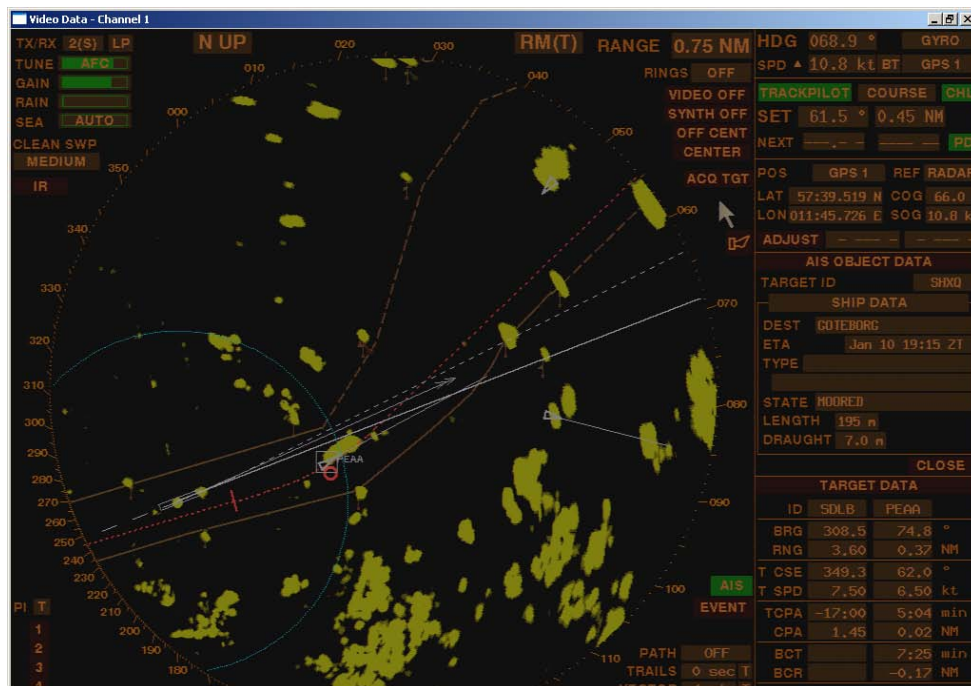 Video Data - Channel 1
TX/RX 2(S) LP
TUNE AFC
GAIN
RAIN
SEA AUTO
CLEAN SWP
MEDIUM
IR
N UP
RM(T)
RANGE 0.75 NM
RINGS OFF
VIDEO OFF
SYNTH OFF
OFF CENT
CENTER
ACQ TGT
000
010
020
030
040
050
060
070
080
090
100
110
180
190
200
210
220
230
240
250
260
270
280
290
300
310
320
330
340
350
PEAA
PI T
1
2
3
AIS
EVENT
PATH OFF
TRAILS 0 sec T
HDG 068.9 ° GYRO
SPD 10.8 kt BT GPS 1
TRACKPILOT COURSE CHL
SET 61.5 ° 0.45 NM
NEXT ---.- - ---- -- PD
POS GPS 1 REF RADAR
LAT 57:39.519 N COG 66.0
LON 011:45.726 E SOG 10.8 k
ADJUST - -- - - - --- -
AIS OBJECT DATA
TARGET ID SHXQ
SHIP DATA
DEST GOTEBORG
ETA Jan 10 19:15 ZT
TYPE
STATE MOORED
LENGTH 195 m
DRAUGHT 7.0 m
CLOSE
TARGET DATA
ID SDLB PEAA
BRG 308.5 74.8 °
RNG 3.60 0.37 NM
T CSE 349.3 62.0 °
T SPD 7.50 6.50 kt
TCPA -17:00 5:04 min
CPA 1.45 0.02 NM
BCT 7:25 min
BCR -0.17 NM